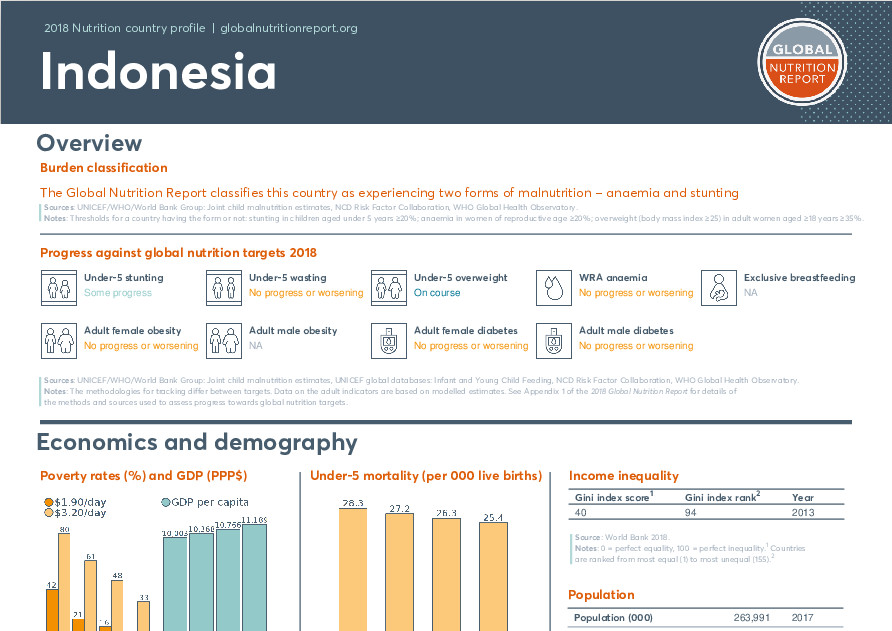 2018 Nutrition country profile | globalnutritionreport.org
Indonesia
GLOBAL
NUTRITION
REPORT
Overview
Burden classification
The Global Nutrition Report classifies this country as experiencing two forms of malnutrition – anaemia and stunting
Sources: UNICEF/WHO/World Bank Group: Joint child malnutrition estimates, NCD Risk Factor Collaboration, WHO Global Health Observatory.
Notes: Thresholds for a country having the form or not: stunting in children aged under 5 years ≥20%; anaemia in women of reproductive age ≥20%; overweight (body mass index ≥25) in adult women aged ≥18 years ≥35%.
Progress against global nutrition targets 2018
Under-5 stunting
Some progress
Under-5 wasting
No progress or worsening
Under-5 overweight
On course
WRA anaemia
No progress or worsening
Exclusive breastfeeding
NA
Adult female obesity
No progress or worsening
Adult male obesity
NA
Adult female diabetes
No progress or worsening
Adult male diabetes
No progress or worsening
Sources: UNICEF/WHO/World Bank Group: Joint child malnutrition estimates, UNICEF global databases: Infant and Young Child Feeding, NCD Risk Factor Collaboration, WHO Global Health Observatory.
Notes: The methodologies for tracking differ between targets. Data on the adult indicators are based on modelled estimates. See Appendix 1 of the 2018 Global Nutrition Report for details of
the methods and sources used to assess progress towards global nutrition targets.
Economics and demography
Poverty rates (%) and GDP (PPP$)
$1.90/day
$3.20/day
GDP per capita
42
80
21
61
16
48
33
10,003
10,368
10,766
11,189
Under-5 mortality (per 000 live births)
28.3
27.2
26.3
25.4
Income inequality
Gini index score1 Gini index rank2 Year
40 94 2013
Source: World Bank 2018.
Notes: 0 = perfect equality, 100 = perfect inequality.1 Countries
are ranked from most equal (1) to most unequal (155).2
Population
Population (000) 263,991 2017